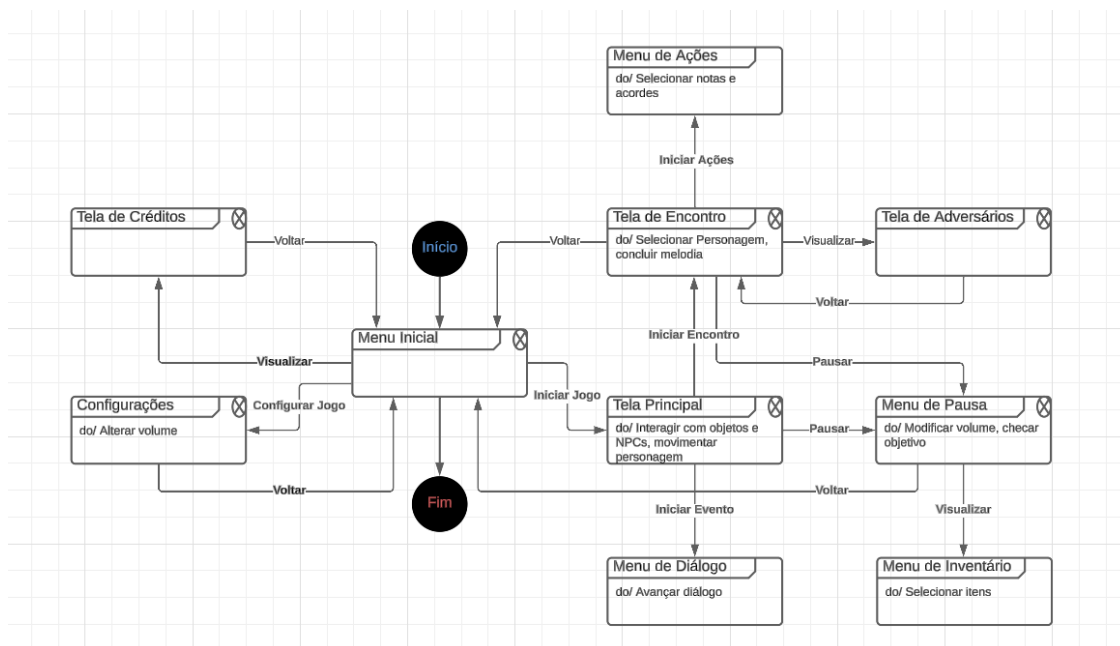 Menu de Ações
do/ Selecionar notas e
acordes
Iniciar Ações
Tela de Créditos
Voltar
Início
Voltar
Tela de Encontro
do/ Selecionar Personagem,
concluir melodia
Visualizar
Tela de Adversários
Voltar
Menu Inicial
Iniciar Encontro
Visualizar
Pausar
Configurar Jogo
Iniciar Jogo
Configurações
do/ Alterar volume
Tela Principal
do/ Interagir com objetos e
NPCs, movimentar
personagem
Pausar
Menu de Pausa
do/ Modificar volume, checar
objetivo
Voltar
Fim
Voltar
Iniciar Evento
Visualizar
Menu de Diálogo
do/ Avançar diálogo
Menu de Inventário
do/ Selecionar itens